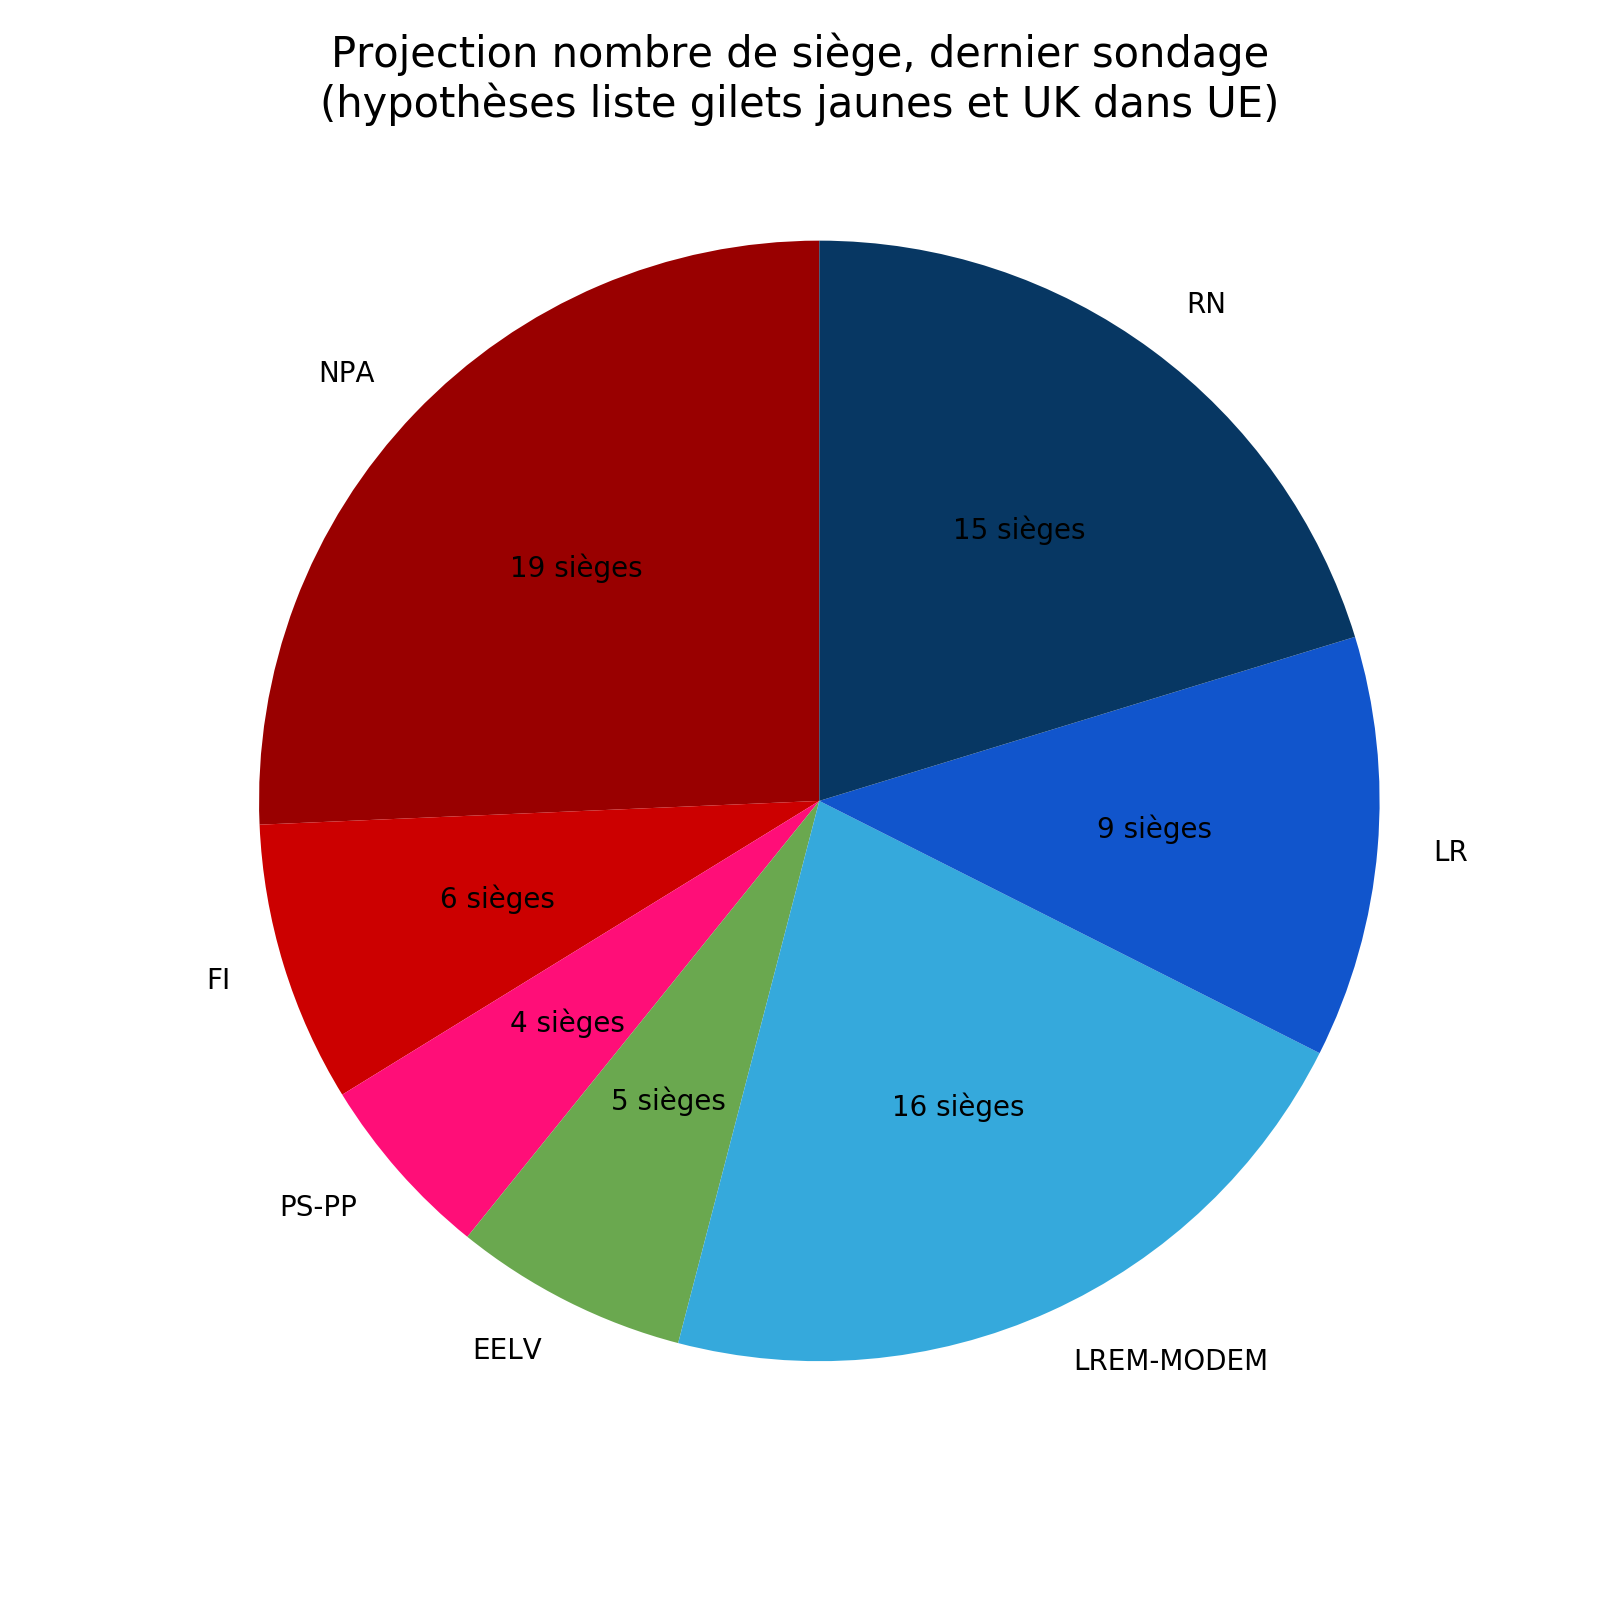 Projection nombre de siège, dernier sondage
(hypothèses liste gilets jaunes et UK dans UE)
RN
NPA
15 sièges
19 sièges
9 sièges
LR
6 sièges
FI
4 sièges
5 sièges
16 sièges
PS-PP
EELV
LREM-MODEM